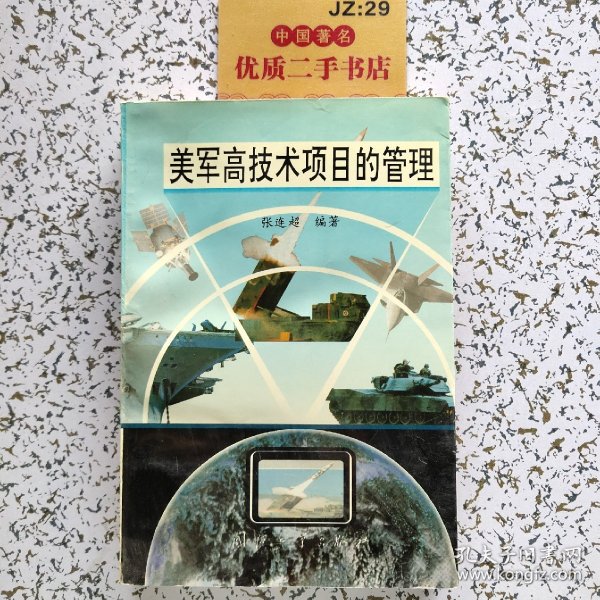 JZ:29
中国著名
优质二手书店
美军高技术项目的管理
张连超 编著
孔夫子旧书网
www.kongfz.com